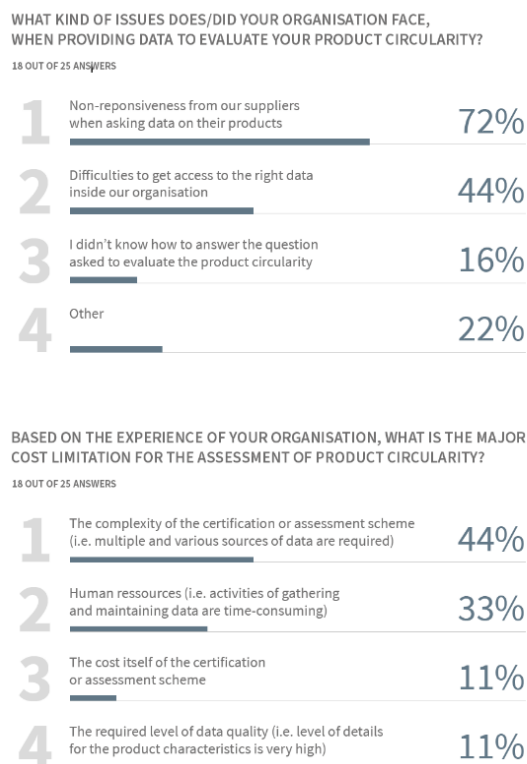 WHAT KIND OF ISSUES DOES/DID YOUR ORGANISATION FACE,
WHEN PROVIDING DATA TO EVALUATE YOUR PRODUCT CIRCULARITY?
18 OUT OF 25 ANSWERS
1
Non-reponsiveness from our suppliers
when asking data on their products
72%
2
Difficulties to get access to the right data
inside our organisation
44%
3
I didn't know how to answer the question
asked to evaluate the product circularity
16%
4
Other
22%
BASED ON THE EXPERIENCE OF YOUR ORGANISATION, WHAT IS THE MAJOR
COST LIMITATION FOR THE ASSESSMENT OF PRODUCT CIRCULARITY?
18 OUT OF 25 ANSWERS
1
The complexity of the certification or assessment scheme
(i.e. multiple and various sources of data are required)
44%
2
Human ressources (i.e. activities of gathering
and maintaining data are time-consuming)
33%
3
The cost itself of the certification
or assessment scheme
11%
4
The required level of data quality (i.e. level of details
for the product characteristics is very high)
11%